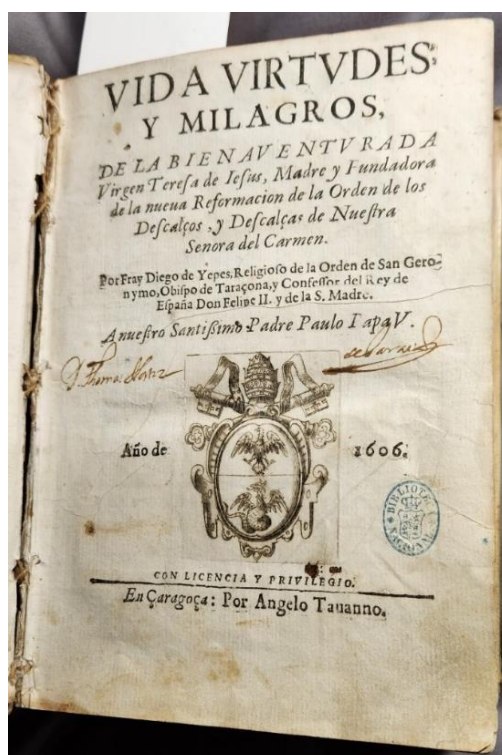 VIDA VIRTVDES,
Y MILAGROS,
DE LA BIENAVENTVRADA
Virgen Teresa de Iesus, Madre y Fundadora
de la nueua Reformacion de la Orden de los
Descalços, y Descalças de Nuestra
Senora del Carmen.
Por Fray Diego de Yepes, Religioso de la Orden de San Gero-
nymo, Obispo de Taraçona, y Confessor del Rey de
España Don Felipe II. y de la S. Madre.
A nuestro Santissimo Padre Paulo Papa V.
Año de 1606.
BIBLIOTECA NACIONAL
CON LICENCIA Y PRIVILEGIO.
En Çaragoça: Por Angelo Tauanno.